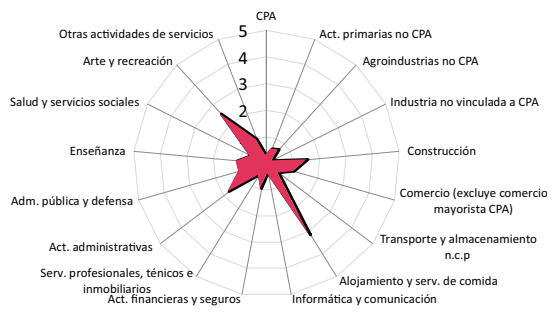 CPA
5
4
3
2
Act. primarias no CPA
Agroindustrias no CPA
Industria no vinculada a CPA
Construcción
Comercio (excluye comercio
mayorista CPA)
Transporte y almacenamiento
n.c.p
Alojamiento y serv. de comida
Informática y comunicación
Act. financieras y seguros
Serv. profesionales, ténicos e
inmobiliarios
Act. administrativas
Adm. pública y defensa
Enseñanza
Salud y servicios sociales
Arte y recreación
Otras actividades de servicios